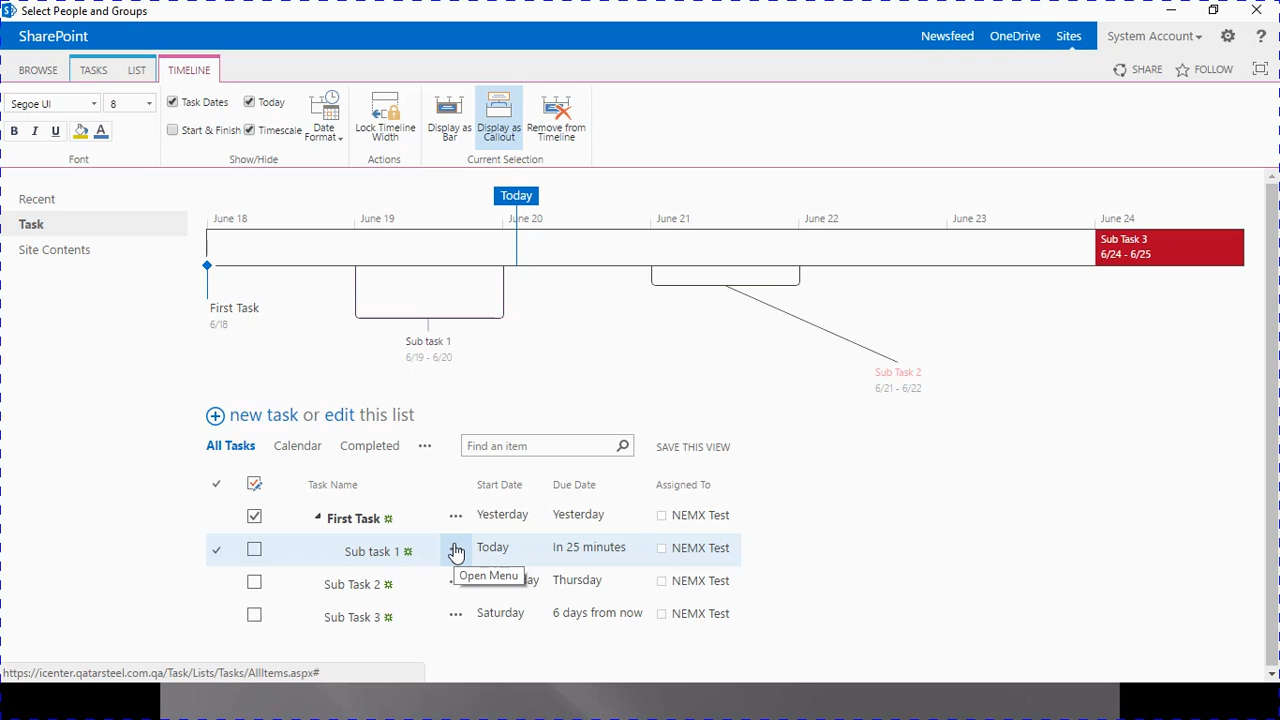 Select People and Groups
SharePoint
Newsfeed OneDrive Sites System Account ?
BROWSE TASKS LIST TIMELINE SHARE FOLLOW
Segoe UI 8 Task Dates Today
B I U Start & Finish Timescale Date Format Lock Timeline Width Display as Bar Display as Callout Remove from Timeline
Font Show/Hide Actions Current Selection
Recent
Task
Site Contents
Today
June 18 June 19 June 20 June 21 June 22 June 23 June 24
Sub Task 3
6/24 - 6/25
First Task
6/18
Sub task 1
6/19 - 6/20
Sub Task 2
6/21 - 6/22
new task or edit this list
All Tasks Calendar Completed ••• Find an item SAVE THIS VIEW
Task Name Start Date Due Date Assigned To
First Task ••• Yesterday Yesterday NEMX Test
Sub task 1 Today In 25 minutes NEMX Test
Open Menu
Sub Task 2 Thursday NEMX Test
Sub Task 3 ••• Saturday 6 days from now NEMX Test
https://icenter.qatarsteel.com.qa/Task/Lists/Tasks/AllItems.aspx#